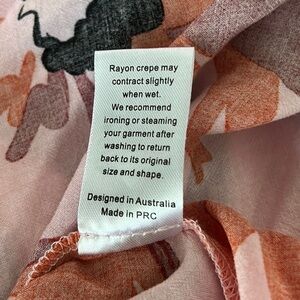 Rayon crepe may
contract slightly
when wet.
We recommend
ironing or steaming
your garment after
washing to return
back to its original
size and shape.
Designed in Australia
Made in PRC